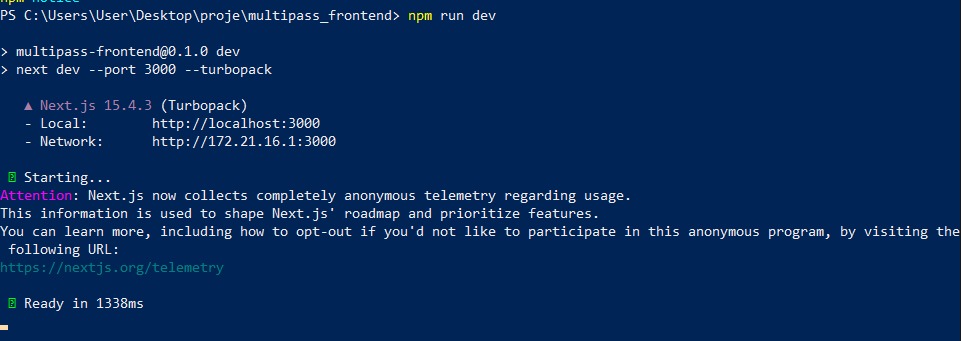 npm notice
PS C:\Users\User\Desktop\proje\multipass_frontend> npm run dev
> multipass-frontend@0.1.0 dev
> next dev --port 3000 --turbopack
▲ Next.js 15.4.3 (Turbopack)
- Local: http://localhost:3000
- Network: http://172.21.16.1:3000
Starting...
Attention: Next.js now collects completely anonymous telemetry regarding usage.
This information is used to shape Next.js' roadmap and prioritize features.
You can learn more, including how to opt-out if you'd not like to participate in this anonymous program, by visiting the
following URL:
https://nextjs.org/telemetry
Ready in 1338ms